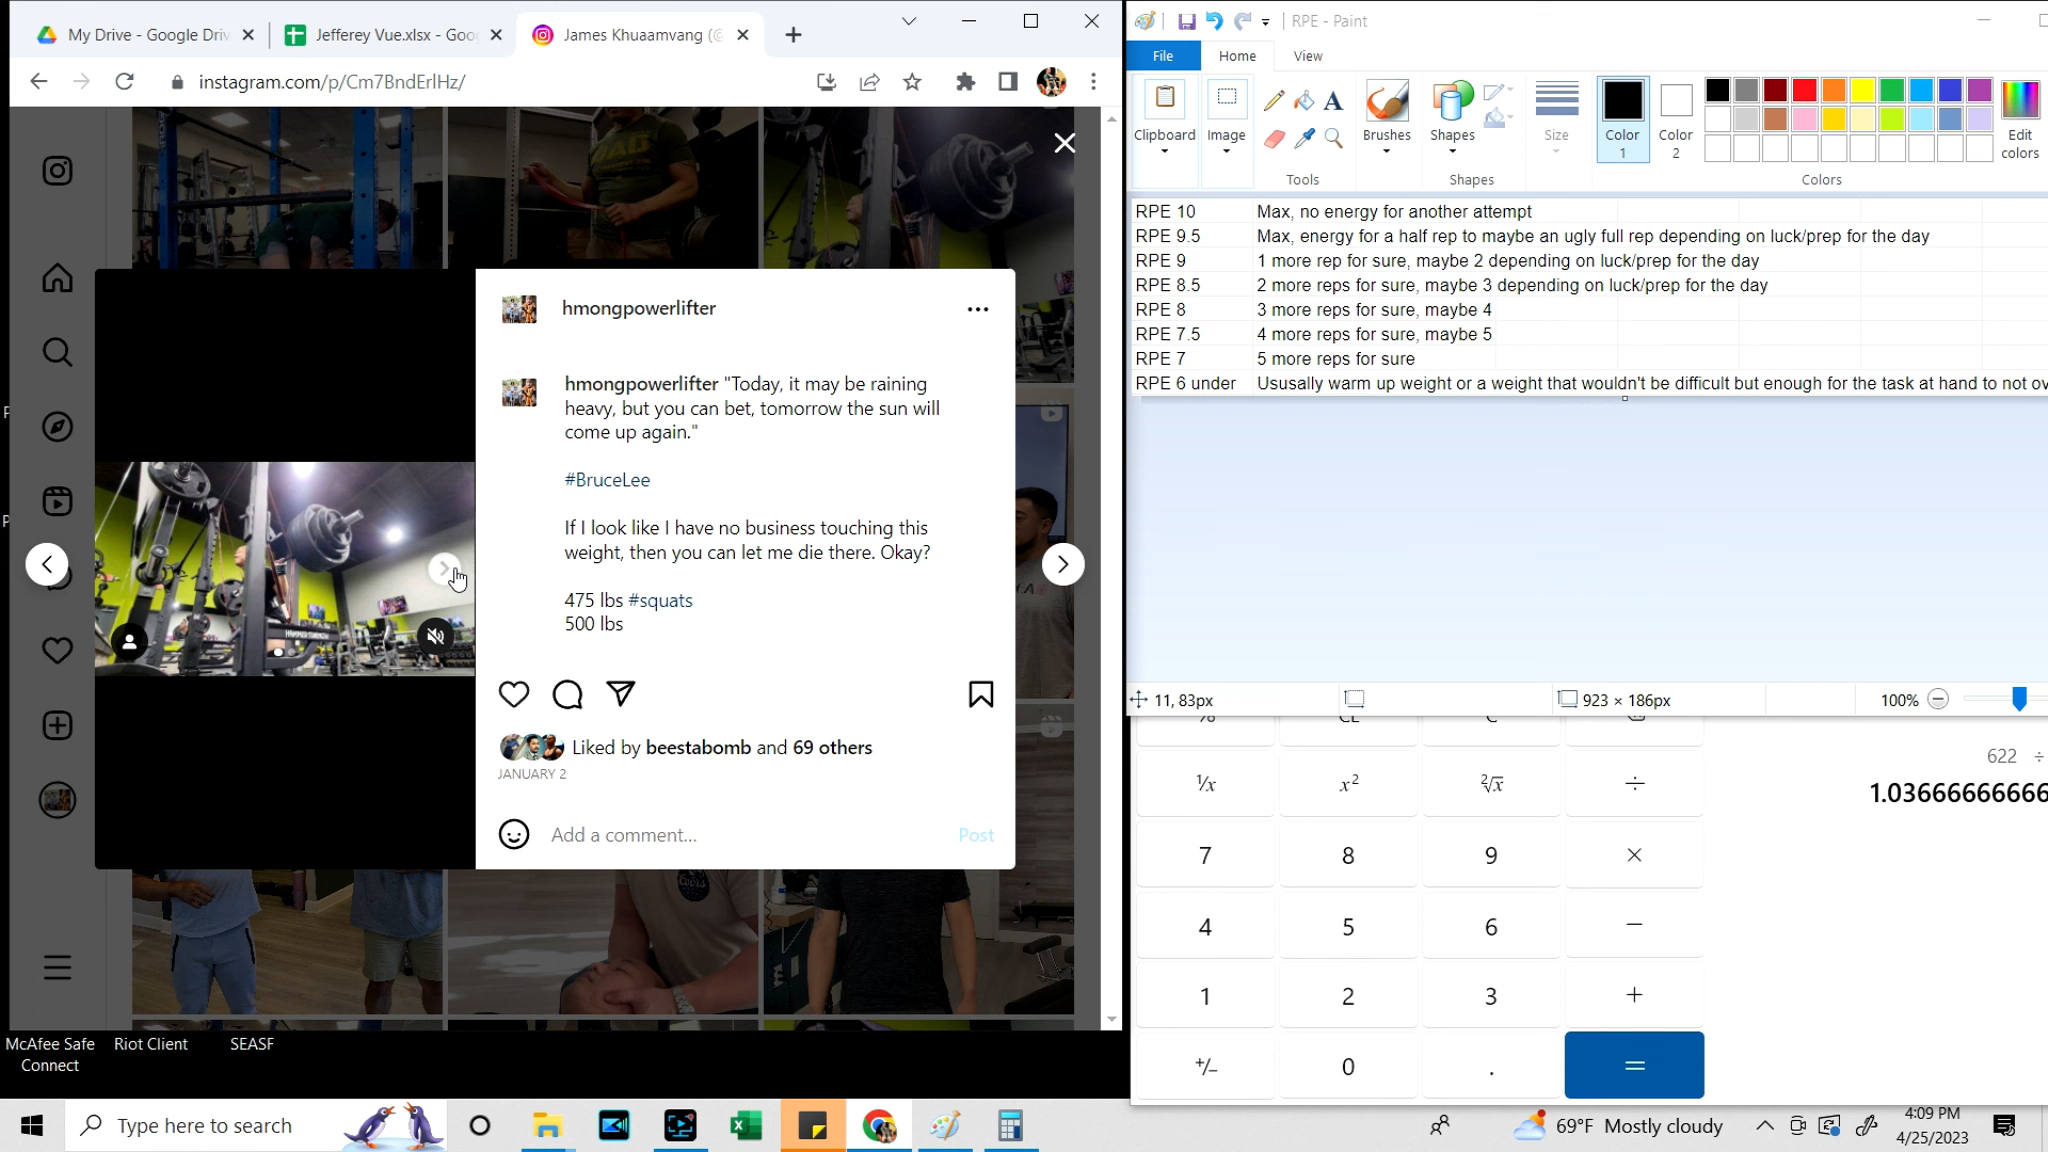 My Drive - Google Driv
Jefferey Vue.xlsx - Goog
James Khuaamvang (@
instagram.com/p/Cm7BndErlHz/
hmongpowerlifter
hmongpowerlifter "Today, it may be raining
heavy, but you can bet, tomorrow the sun will
come up again."
#BruceLee
If I look like I have no business touching this
weight, then you can let me die there. Okay?
475 lbs #squats
500 lbs
Liked by beestabomb and 69 others
JANUARY 2
Add a comment...
Post
RPE - Paint
File
Home
View
Clipboard
Image
Tools
Brushes
Shapes
Shapes
Size
Color
1
Color
2
Edit
colors
Colors
RPE 10 Max, no energy for another attempt
RPE 9.5 Max, energy for a half rep to maybe an ugly full rep depending on luck/prep for the day
RPE 9 1 more rep for sure, maybe 2 depending on luck/prep for the day
RPE 8.5 2 more reps for sure, maybe 3 depending on luck/prep for the day
RPE 8 3 more reps for sure, maybe 4
RPE 7.5 4 more reps for sure, maybe 5
RPE 7 5 more reps for sure
RPE 6 under Ususally warm up weight or a weight that wouldn't be difficult but enough for the task at hand to not ov
11, 83px
923 × 186px
100%
% CE C
622 ÷
1.03666666666
1/x x² ²√x ÷
7 8 9 ×
4 5 6 −
1 2 3 +
+/− 0 . =
McAfee Safe
Connect
Riot Client
SEASF
Type here to search
69°F Mostly cloudy
4:09 PM
4/25/2023